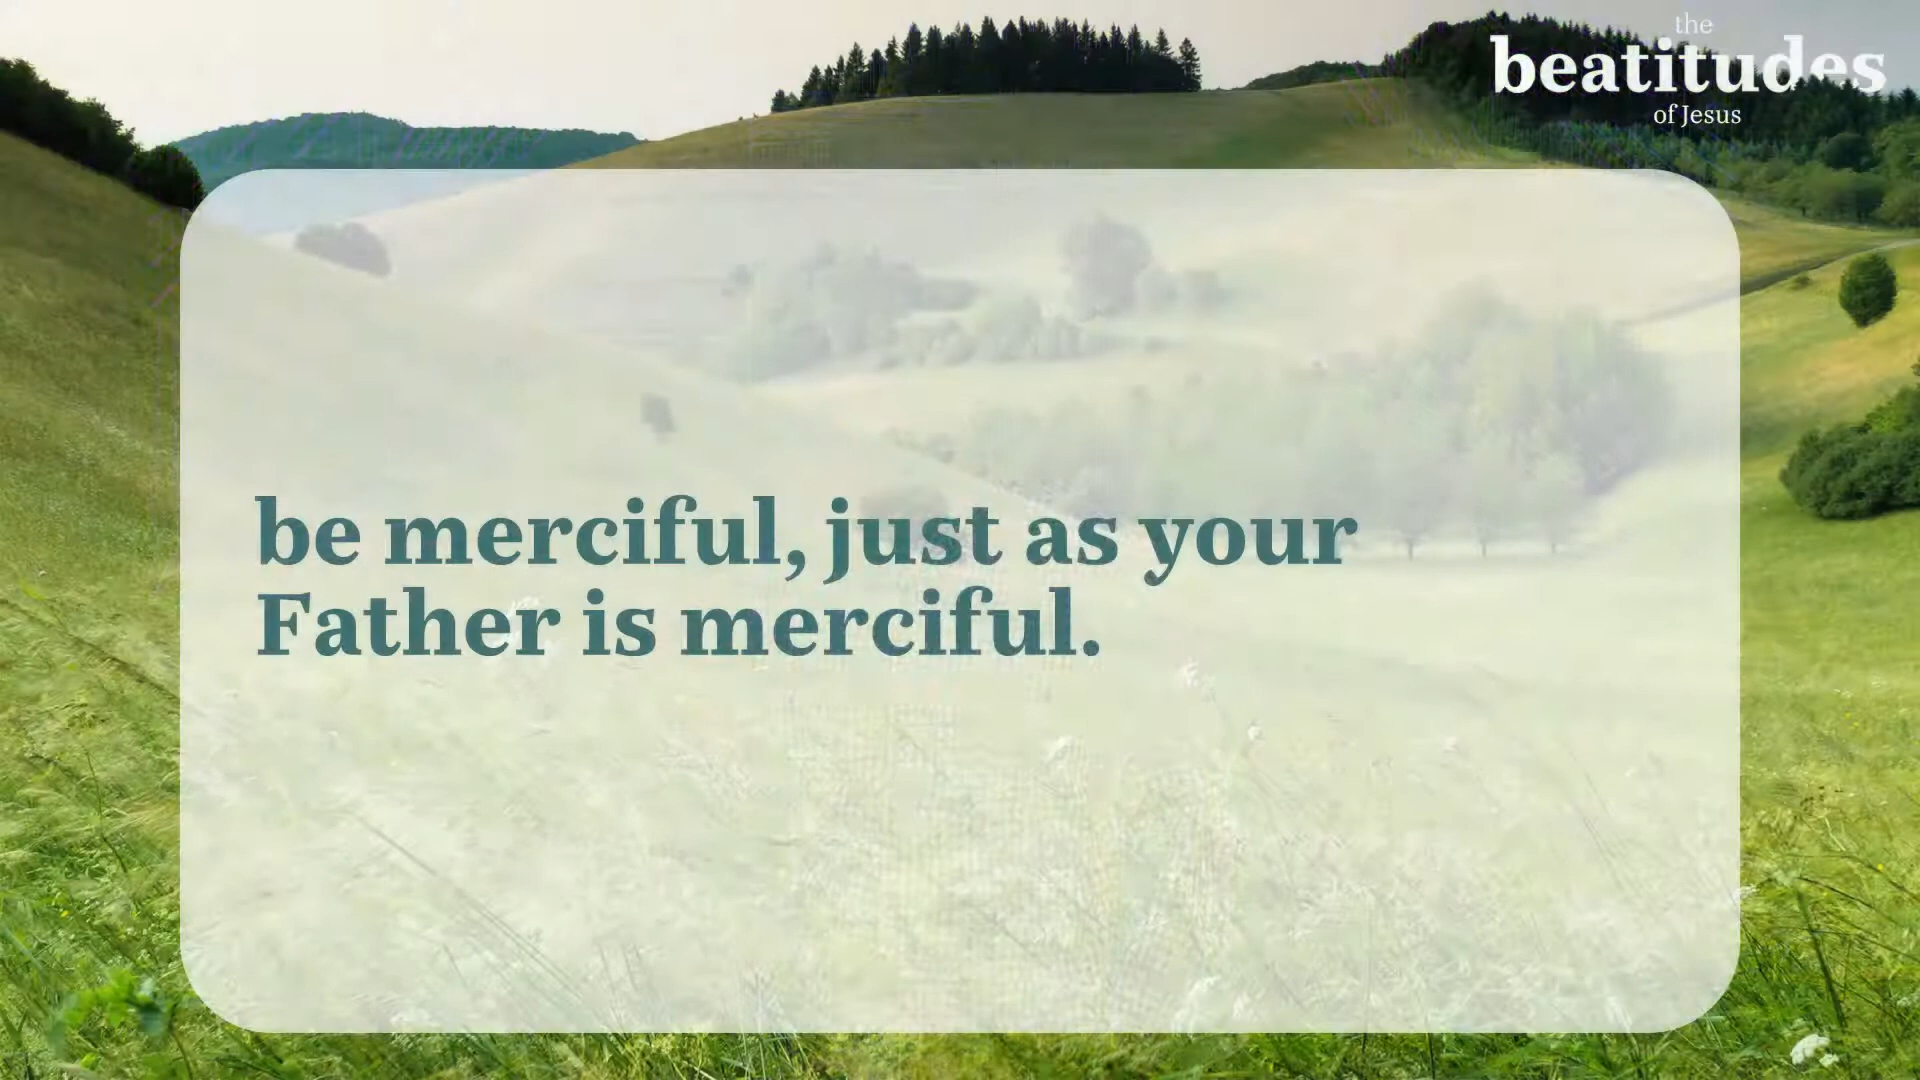 the
beatitudes
of Jesus
be merciful, just as your
Father is merciful.